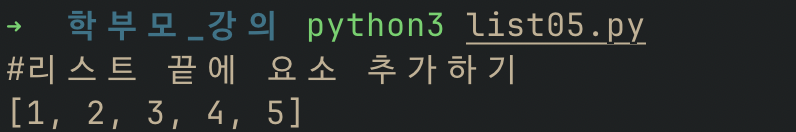 → 학부모_강의 python3 list05.py
#리스트 끝에 요소 추가하기
[1, 2, 3, 4, 5]